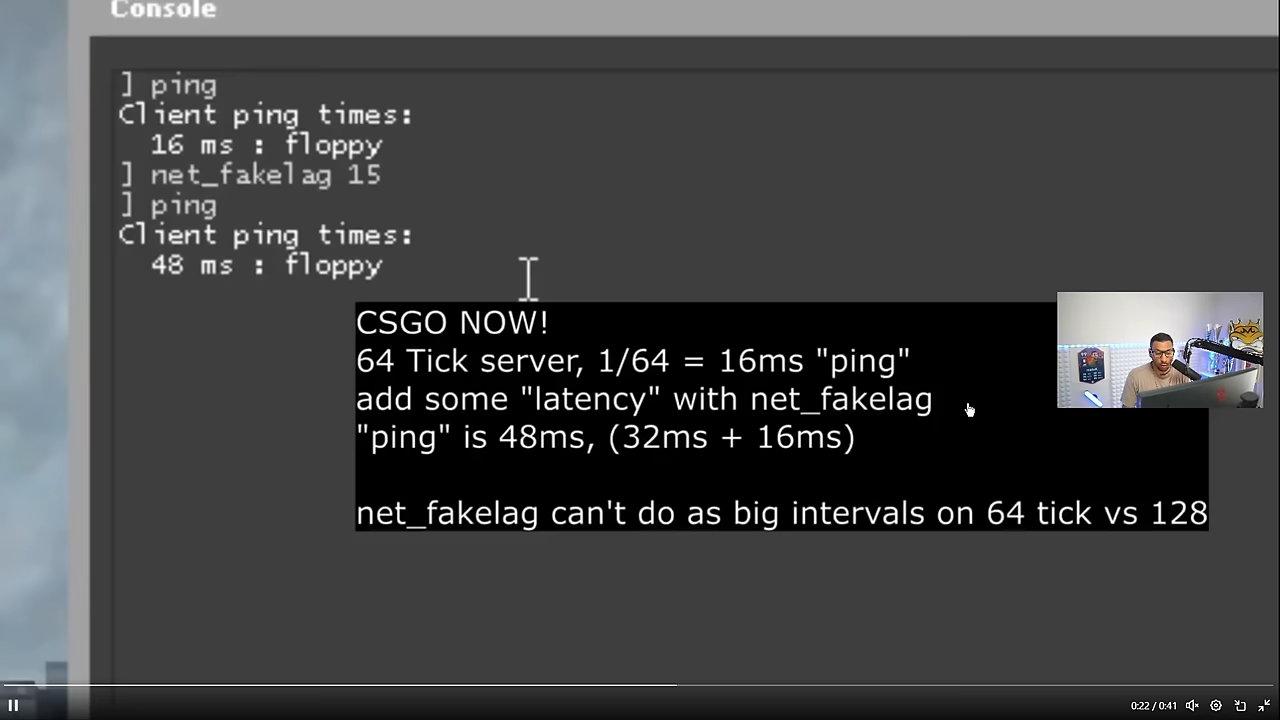 Console
] ping
Client ping times:
16 ms : floppy
] net_fakelag 15
] ping
Client ping times:
48 ms : floppy
CSGO NOW!
64 Tick server, 1/64 = 16ms "ping"
add some "latency" with net_fakelag
"ping" is 48ms, (32ms + 16ms)
net_fakelag can't do as big intervals on 64 tick vs 128
0:22 / 0:41